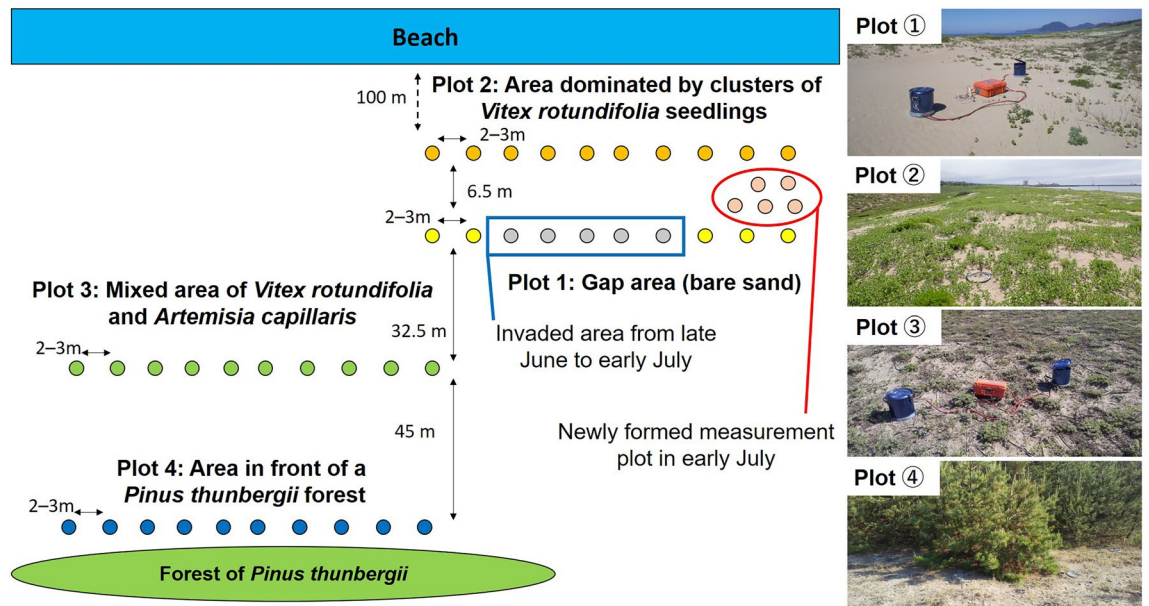 Beach
100 m
Plot 2: Area dominated by clusters of
Vitex rotundifolia seedlings
2–3m
6.5 m
2–3m
Plot 1: Gap area (bare sand)
Plot 3: Mixed area of Vitex rotundifolia
and Artemisia capillaris
32.5 m
Invaded area from late
June to early July
2–3m
45 m
Newly formed measurement
plot in early July
Plot 4: Area in front of a
Pinus thunbergii forest
2–3m
Forest of Pinus thunbergii
Plot ①
Plot ②
Plot ③
Plot ④